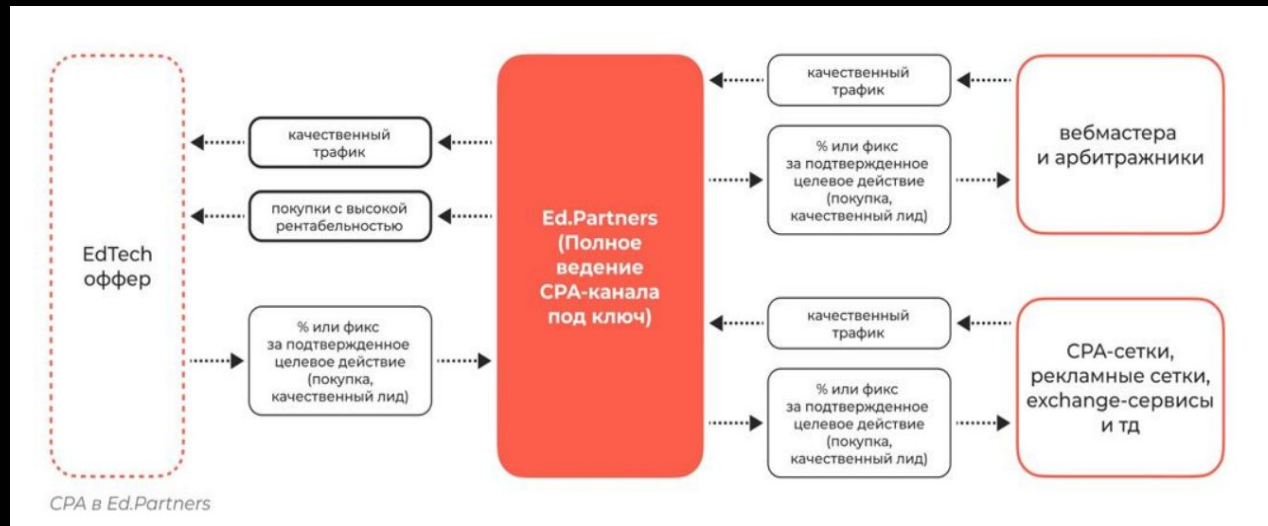 EdTech
оффер
качественный
трафик
покупки с высокой
рентабельностью
% или фикс
за подтвержденное
целевое действие
(покупка,
качественный лид)
Ed.Partners
(Полное
ведение
CPA-канала
под ключ)
качественный
трафик
% или фикс
за подтвержденное
целевое действие
(покупка,
качественный лид)
вебмастера
и арбитражники
качественный
трафик
% или фикс
за подтвержденное
целевое действие
(покупка,
качественный лид)
CPA-сетки,
рекламные сетки,
exchange-сервисы
и тд
CPA в Ed.Partners